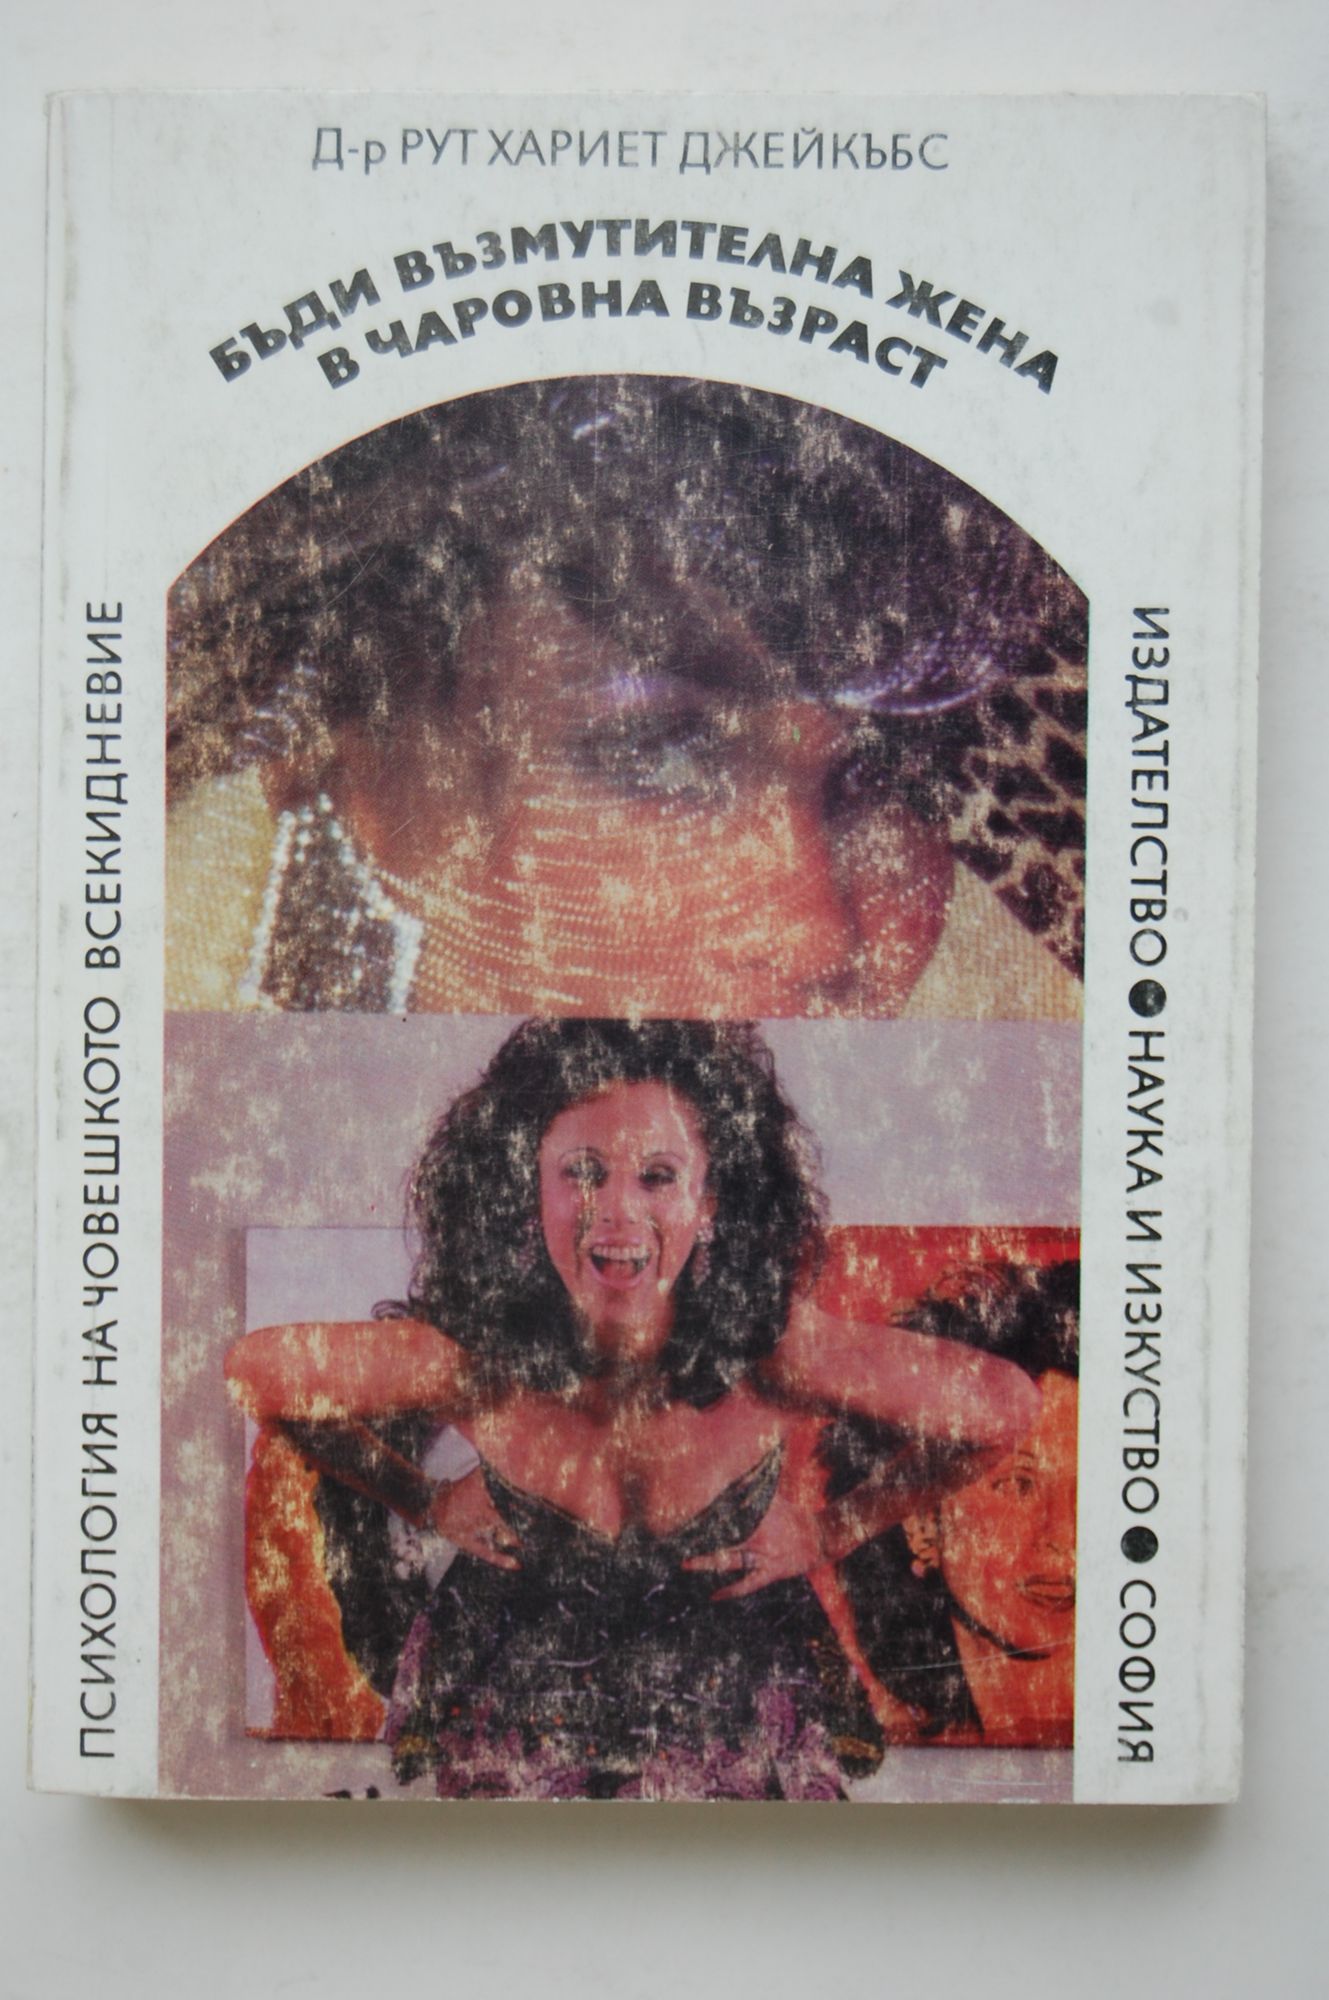 Д-р РУТ ХАРИЕТ ДЖЕЙКЪБС
БЪДИ ВЪЗМУТИТЕЛНА ЖЕНА
В ЧАРОВНА ВЪЗРАСТ
ПСИХОЛОГИЯ НА ЧОВЕШКОТО ВСЕКИДНЕВИЕ
ИЗДАТЕЛСТВО ● НАУКА И ИЗКУСТВО ● СОФИЯ